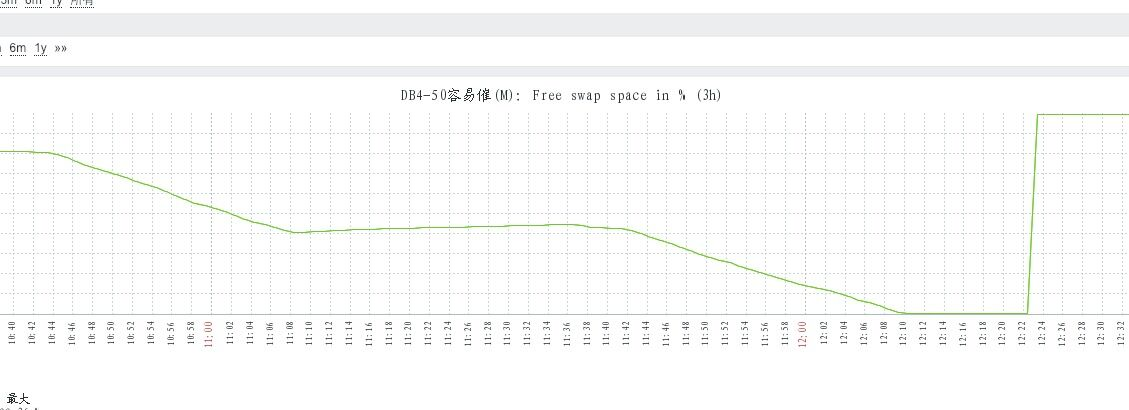 6m 1y 所有
6m 1y »»
DB4-50容易催(M): Free swap space in % (3h)
10:40 10:42 10:44 10:46 10:48 10:50 10:52 10:54 10:56 10:58 11:00 11:02 11:04 11:06 11:08 11:10 11:12 11:14 11:16 11:18 11:20 11:22 11:24 11:26 11:28 11:30 11:32 11:34 11:36 11:38 11:40 11:42 11:44 11:46 11:48 11:50 11:52 11:54 11:56 11:58 12:00 12:02 12:04 12:06 12:08 12:10 12:12 12:14 12:16 12:18 12:20 12:22 12:24 12:26 12:28 12:30 12:32
最大